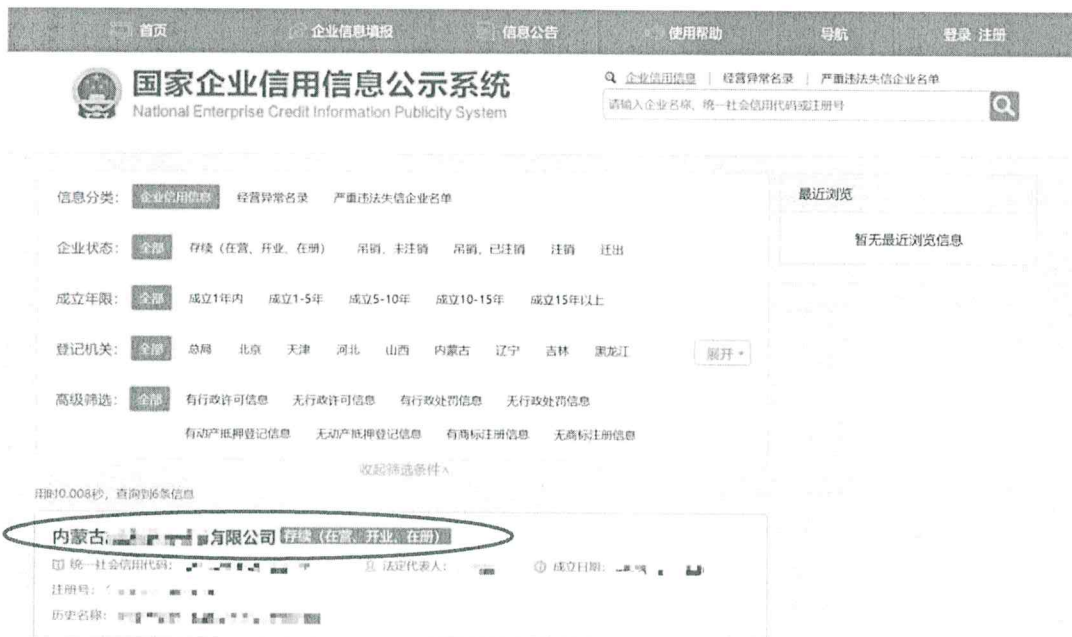 首页 企业信息填报 信息公告 使用帮助 导航 登录 注册
国家企业信用信息公示系统
National Enterprise Credit Information Publicity System
企业信用信息 | 经营异常名录 | 严重违法失信企业名单
请输入企业名称、统一社会信用代码或注册号
信息分类: 企业信用信息 经营异常名录 严重违法失信企业名单
企业状态: 全部 存续(在营、开业、在册) 吊销,未注销 吊销,已注销 注销 迁出
成立年限: 全部 成立1年内 成立1-5年 成立5-10年 成立10-15年 成立15年以上
登记机关: 全部 总局 北京 天津 河北 山西 内蒙古 辽宁 吉林 黑龙江 展开
高级筛选: 全部 有行政许可信息 无行政许可信息 有行政处罚信息 无行政处罚信息
有动产抵押登记信息 无动产抵押登记信息 有商标注册信息 无商标注册信息
收起筛选条件
最近浏览
暂无最近浏览信息
用时0.008秒,查询到6条信息
内蒙古 有限公司 存续(在营、开业、在册)
统一社会信用代码: 法定代表人: 成立日期:
注册号:
历史名称: